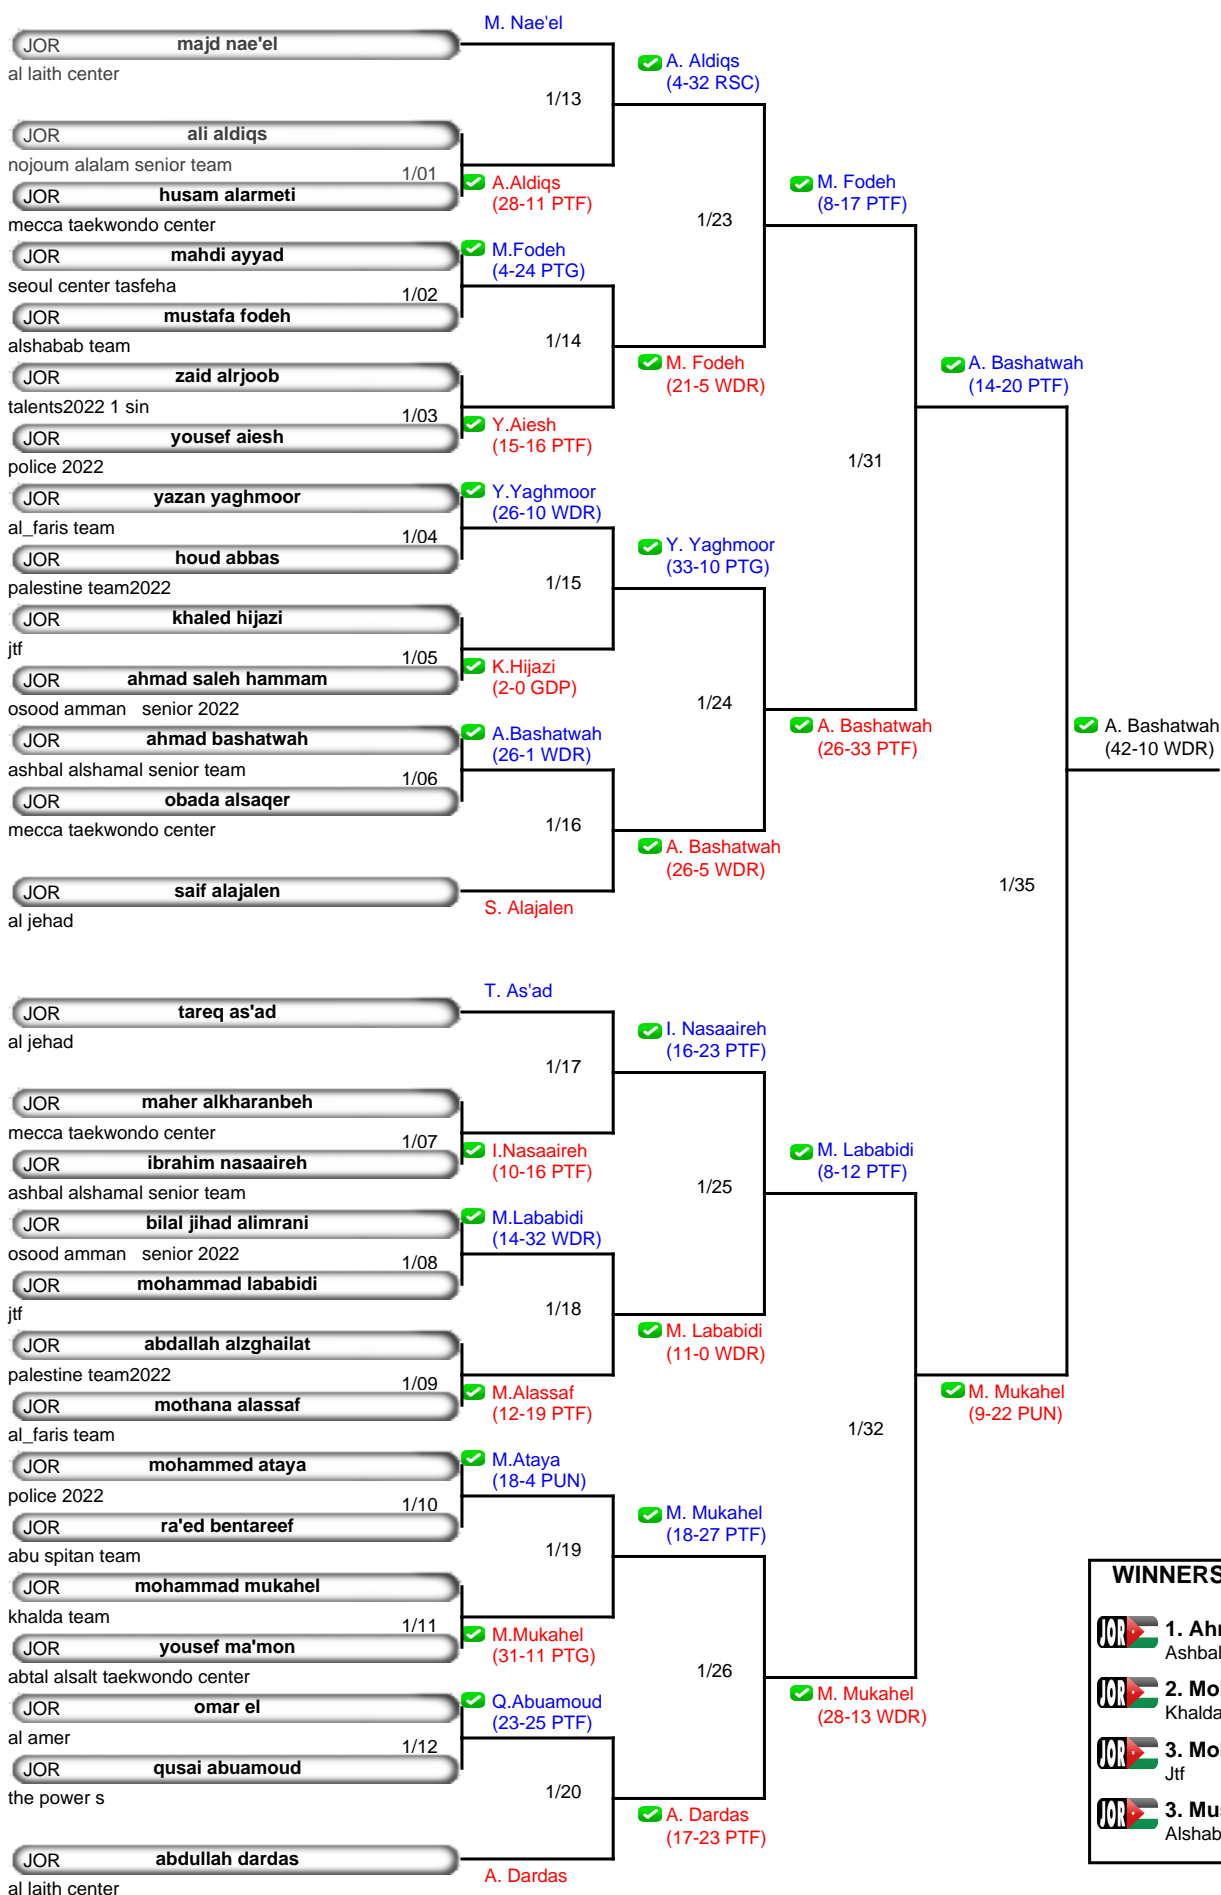 M. Nae'el
JOR majd nae'el
al laith center
A. Aldiqs
(4-32 RSC)
1/13
JOR ali aldiqs
nojoum alalam senior team
1/01
A.Aldiqs
(28-11 PTF)
JOR husam alarmeti
mecca taekwondo center
M. Fodeh
(8-17 PTF)
1/23
JOR mahdi ayyad
seoul center tasfeha
M.Fodeh
(4-24 PTG)
1/02
JOR mustafa fodeh
alshabab team
1/14
M. Fodeh
(21-5 WDR)
JOR zaid alrjoob
talents2022 1 sin
1/03
Y.Aiesh
(15-16 PTF)
JOR yousef aiesh
police 2022
A. Bashatwah
(14-20 PTF)
1/31
JOR yazan yaghmoor
al_faris team
Y.Yaghmoor
(26-10 WDR)
1/04
JOR houd abbas
palestine team2022
Y. Yaghmoor
(33-10 PTG)
1/15
JOR khaled hijazi
jtf
1/05
K.Hijazi
(2-0 GDP)
JOR ahmad saleh hammam
osood amman senior 2022
1/24
A. Bashatwah
(26-33 PTF)
A. Bashatwah
(42-10 WDR)
JOR ahmad bashatwah
ashbal alshamal senior team
A.Bashatwah
(26-1 WDR)
1/06
JOR obada alsaqer
mecca taekwondo center
1/16
A. Bashatwah
(26-5 WDR)
JOR saif alajalen
al jehad
S. Alajalen
1/35
T. As'ad
JOR tareq as'ad
al jehad
I. Nasaaireh
(16-23 PTF)
1/17
JOR maher alkharanbeh
mecca taekwondo center
1/07
I.Nasaaireh
(10-16 PTF)
JOR ibrahim nasaaireh
ashbal alshamal senior team
M. Lababidi
(8-12 PTF)
1/25
JOR bilal jihad alimrani
osood amman senior 2022
M.Lababidi
(14-32 WDR)
1/08
JOR mohammad lababidi
jtf
1/18
M. Lababidi
(11-0 WDR)
JOR abdallah alzghailat
palestine team2022
1/09
M.Alassaf
(12-19 PTF)
JOR mothana alassaf
al_faris team
M. Mukahel
(9-22 PUN)
1/32
JOR mohammed ataya
police 2022
M.Ataya
(18-4 PUN)
1/10
JOR ra'ed bentareef
abu spitan team
M. Mukahel
(18-27 PTF)
1/19
JOR mohammad mukahel
khalda team
1/11
M.Mukahel
(31-11 PTG)
JOR yousef ma'mon
abtal alsalt taekwondo center
1/26
M. Mukahel
(28-13 WDR)
JOR omar el
al amer
Q.Abuamoud
(23-25 PTF)
1/12
JOR qusai abuamoud
the power s
1/20
A. Dardas
(17-23 PTF)
JOR abdullah dardas
al laith center
A. Dardas
WINNERS
JOR 1.
Ashbal
JOR 2.
Khalda
JOR 3.
Jtf
JOR 3.